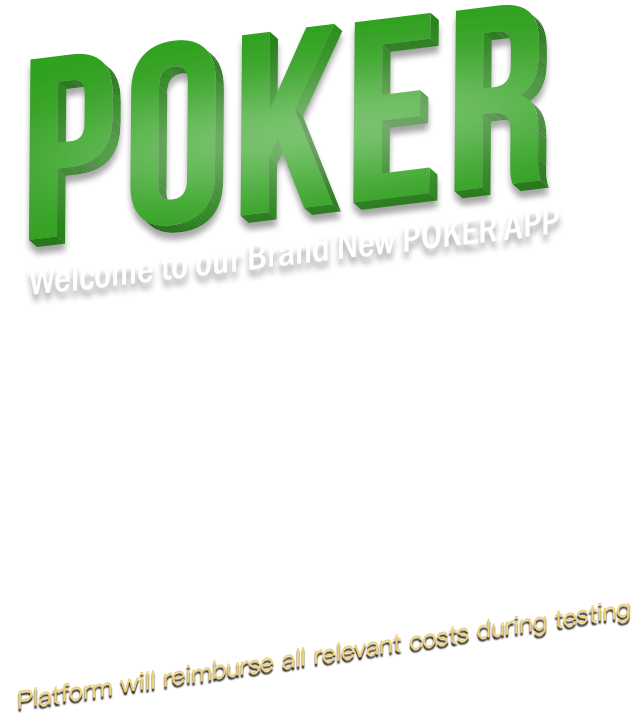 POKER
Welcome to our Brand New POKER APP
Platform will reimburse all relevant costs during testing